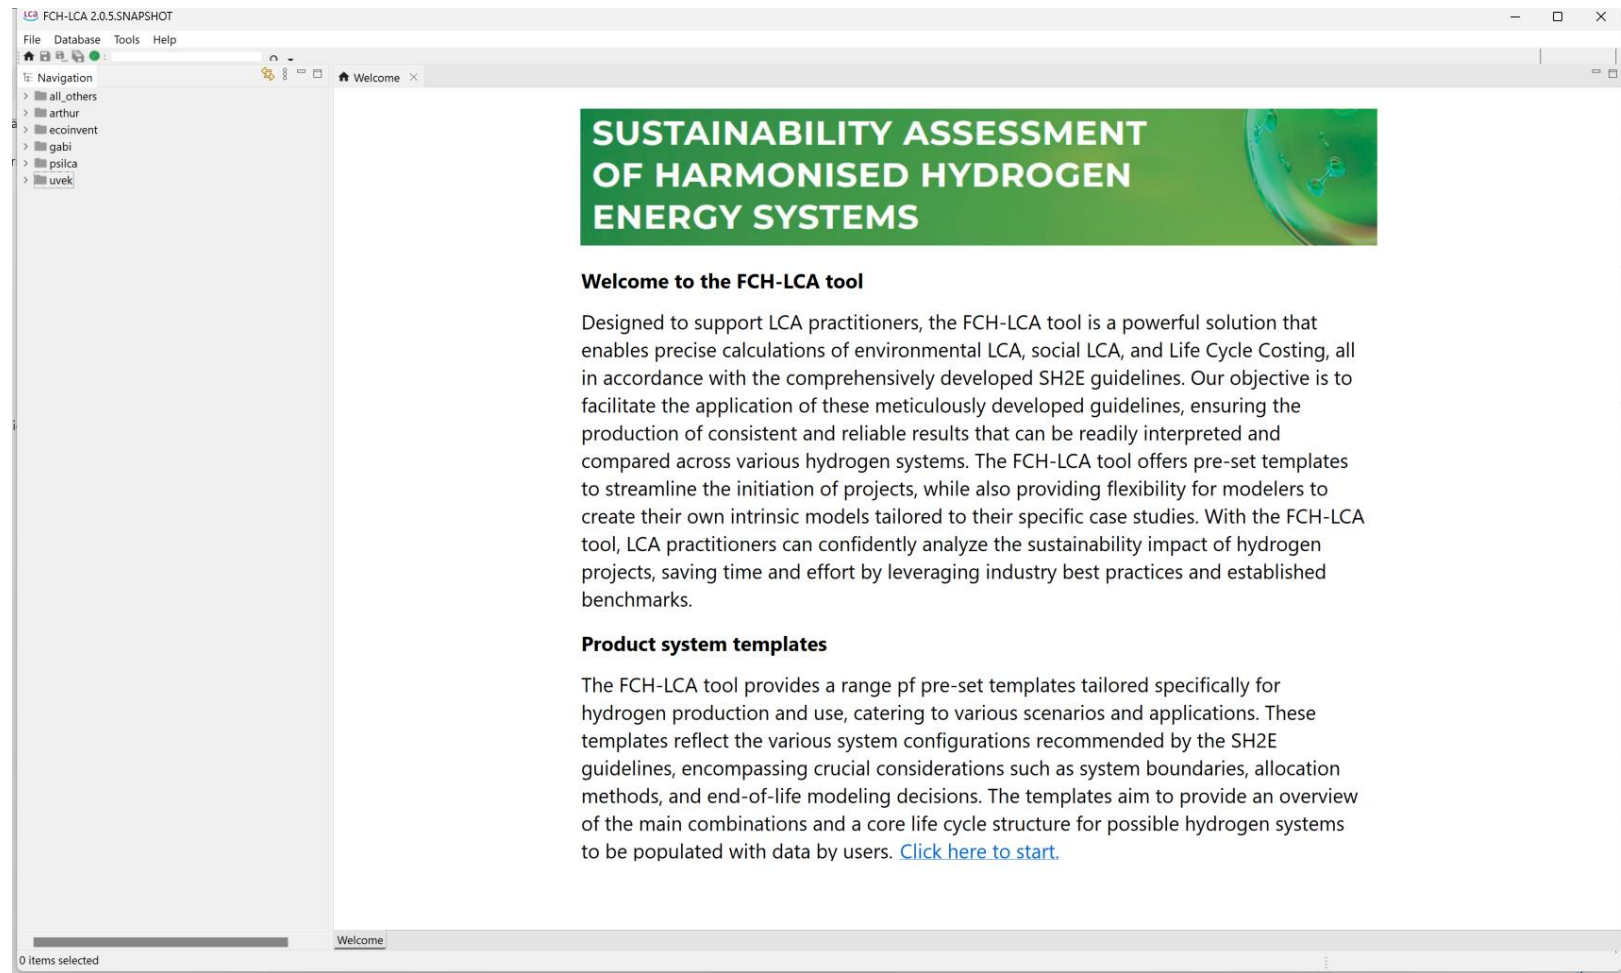 LCA FCH-LCA 2.0.5.SNAPSHOT
File Database Tools Help
Navigation
Welcome
all_others
arthur
ecoinvent
gabi
psilca
uvek
SUSTAINABILITY ASSESSMENT
OF HARMONISED HYDROGEN
ENERGY SYSTEMS
Welcome to the FCH-LCA tool
Designed to support LCA practitioners, the FCH-LCA tool is a powerful solution that
enables precise calculations of environmental LCA, social LCA, and Life Cycle Costing, all
in accordance with the comprehensively developed SH2E guidelines. Our objective is to
facilitate the application of these meticulously developed guidelines, ensuring the
production of consistent and reliable results that can be readily interpreted and
compared across various hydrogen systems. The FCH-LCA tool offers pre-set templates
to streamline the initiation of projects, while also providing flexibility for modelers to
create their own intrinsic models tailored to their specific case studies. With the FCH-LCA
tool, LCA practitioners can confidently analyze the sustainability impact of hydrogen
projects, saving time and effort by leveraging industry best practices and established
benchmarks.
Product system templates
The FCH-LCA tool provides a range pf pre-set templates tailored specifically for
hydrogen production and use, catering to various scenarios and applications. These
templates reflect the various system configurations recommended by the SH2E
guidelines, encompassing crucial considerations such as system boundaries, allocation
methods, and end-of-life modeling decisions. The templates aim to provide an overview
of the main combinations and a core life cycle structure for possible hydrogen systems
to be populated with data by users. Click here to start.
Welcome
0 items selected